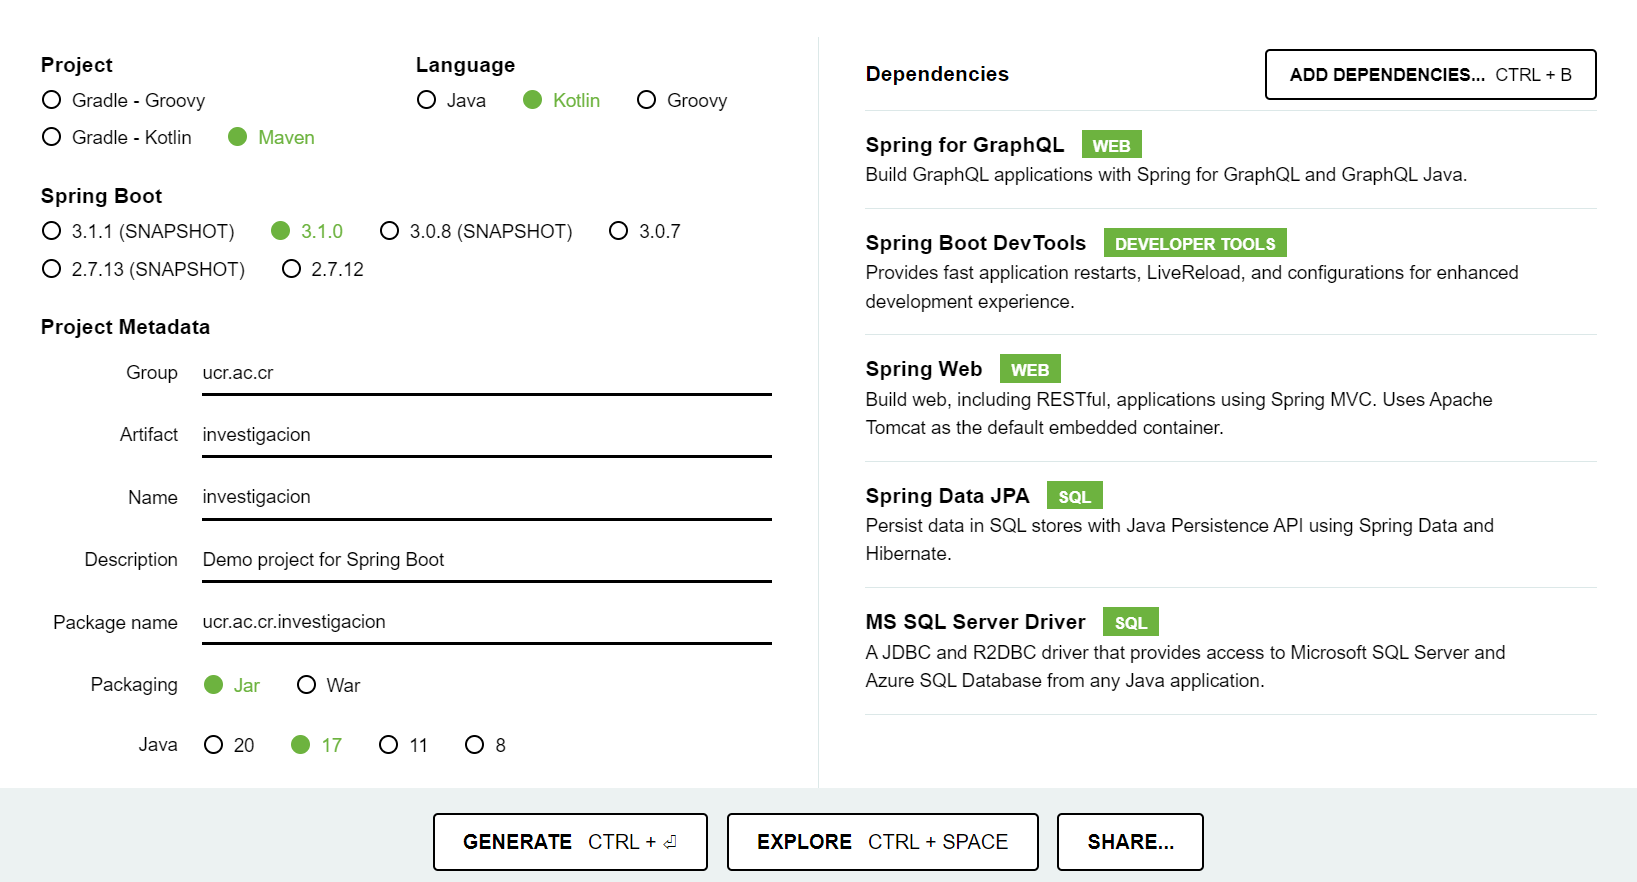 Project
Gradle - Groovy
Gradle - Kotlin Maven
Language
Java Kotlin Groovy
Spring Boot
3.1.1 (SNAPSHOT) 3.1.0 3.0.8 (SNAPSHOT) 3.0.7
2.7.13 (SNAPSHOT) 2.7.12
Project Metadata
Group ucr.ac.cr
Artifact investigacion
Name investigacion
Description Demo project for Spring Boot
Package name ucr.ac.cr.investigacion
Packaging Jar War
Java 20 17 11 8
Dependencies ADD DEPENDENCIES... CTRL + B
Spring for GraphQL WEB
Build GraphQL applications with Spring for GraphQL and GraphQL Java.
Spring Boot DevTools DEVELOPER TOOLS
Provides fast application restarts, LiveReload, and configurations for enhanced
development experience.
Spring Web WEB
Build web, including RESTful, applications using Spring MVC. Uses Apache
Tomcat as the default embedded container.
Spring Data JPA SQL
Persist data in SQL stores with Java Persistence API using Spring Data and
Hibernate.
MS SQL Server Driver SQL
A JDBC and R2DBC driver that provides access to Microsoft SQL Server and
Azure SQL Database from any Java application.
GENERATE CTRL + ⏎ EXPLORE CTRL + SPACE SHARE...